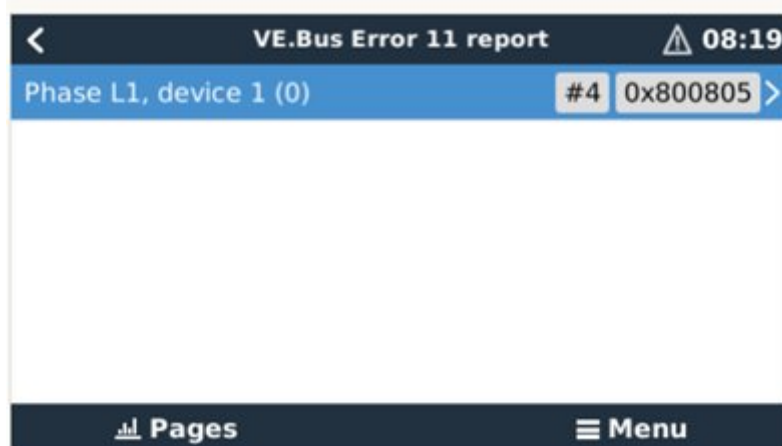 VE.Bus Error 11 report 08:19
Phase L1, device 1 (0) #4 0x800805
Pages Menu